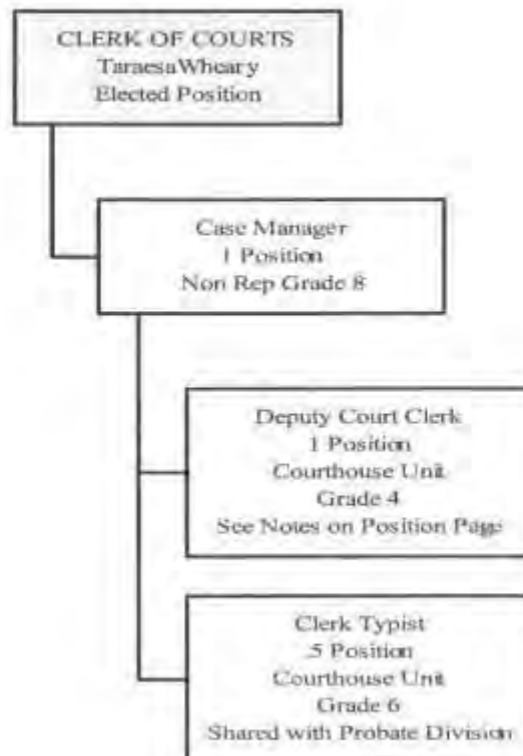 CLERK OF COURTS
TaraesaWheary
Elected Position
Case Manager
1 Position
Non Rep Grade 8
Deputy Court Clerk
1 Position
Courthouse Unit
Grade 4
See Notes on Position Page
Clerk Typist
.5 Position
Courthouse Unit
Grade 6
Shared with Probate Division